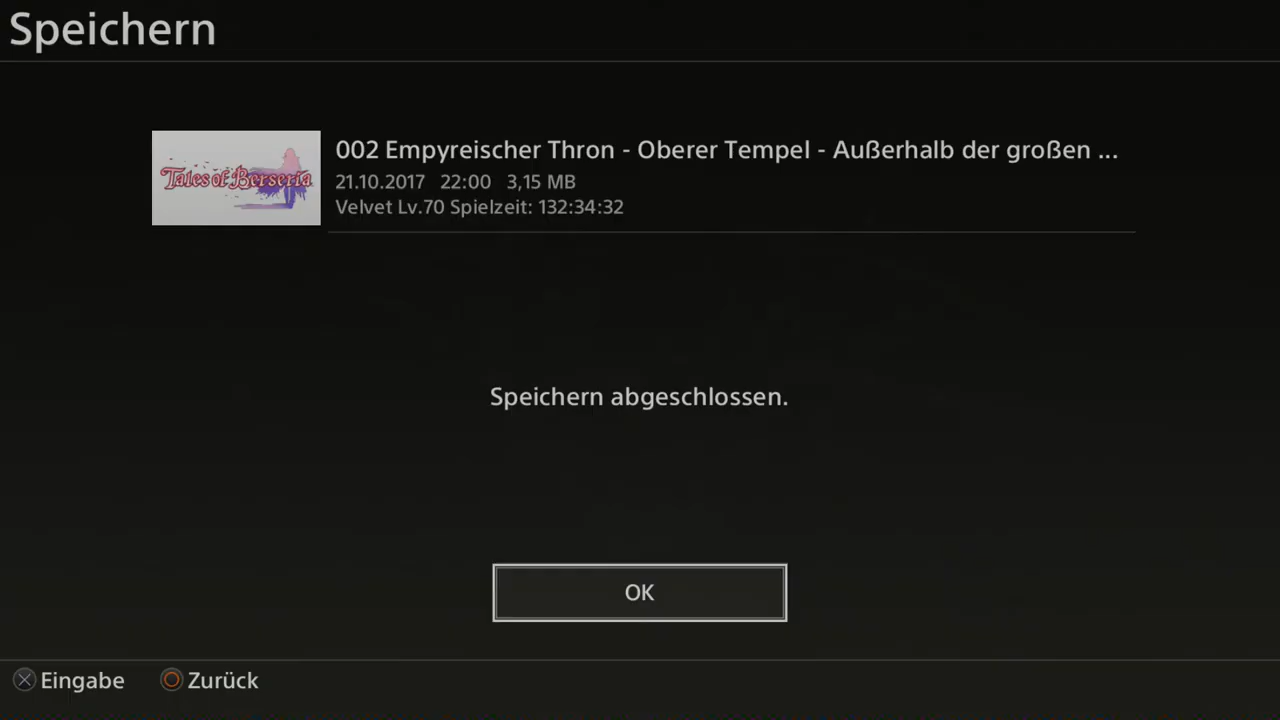 Speichern
Tales of Berseria
002 Empyreischer Thron - Oberer Tempel - Außerhalb der großen ...
21.10.2017 22:00 3,15 MB
Velvet Lv.70 Spielzeit: 132:34:32
Speichern abgeschlossen.
OK
Eingabe Zurück